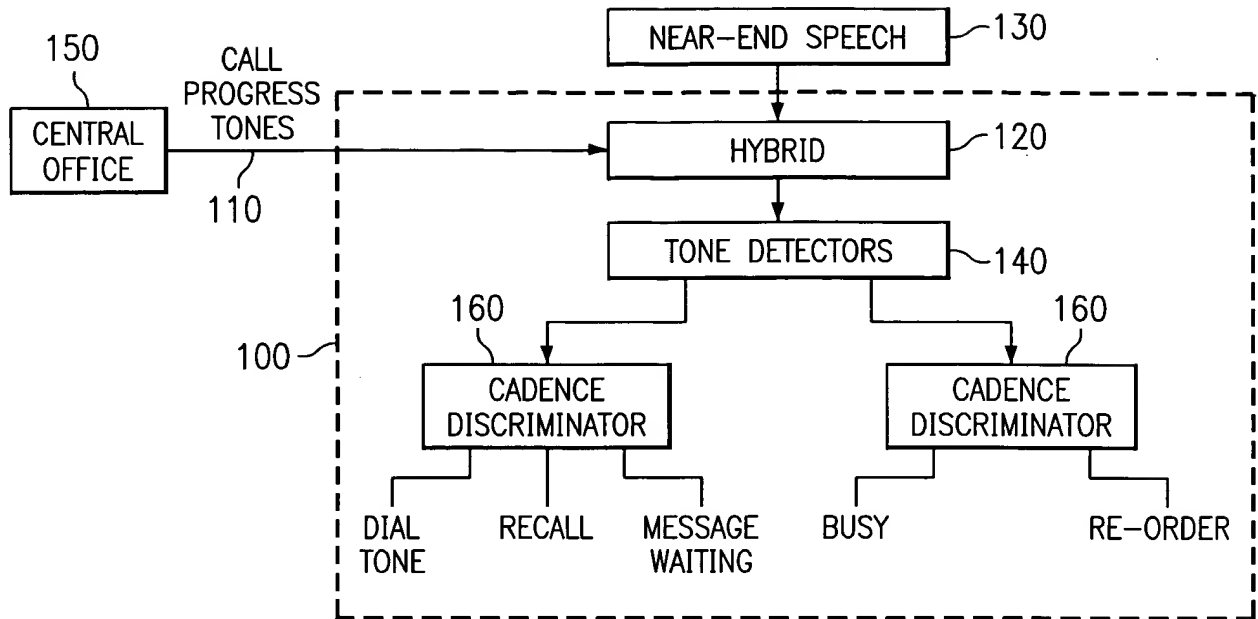 NEAR-END SPEECH
130
150
CALL
PROGRESS
TONES
CENTRAL
OFFICE
110
HYBRID
120
TONE DETECTORS
140
100
160
CADENCE
DISCRIMINATOR
160
CADENCE
DISCRIMINATOR
DIAL
TONE
RECALL
MESSAGE
WAITING
BUSY
RE-ORDER